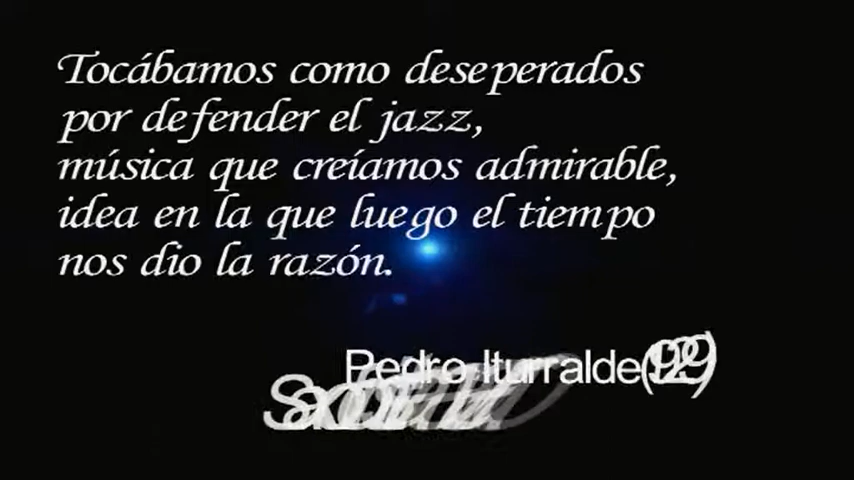 Tocábamos como deseperados
por defender el jazz,
música que creíamos admirable,
idea en la que luego el tiempo
nos dio la razón.
Pedro Iturralde